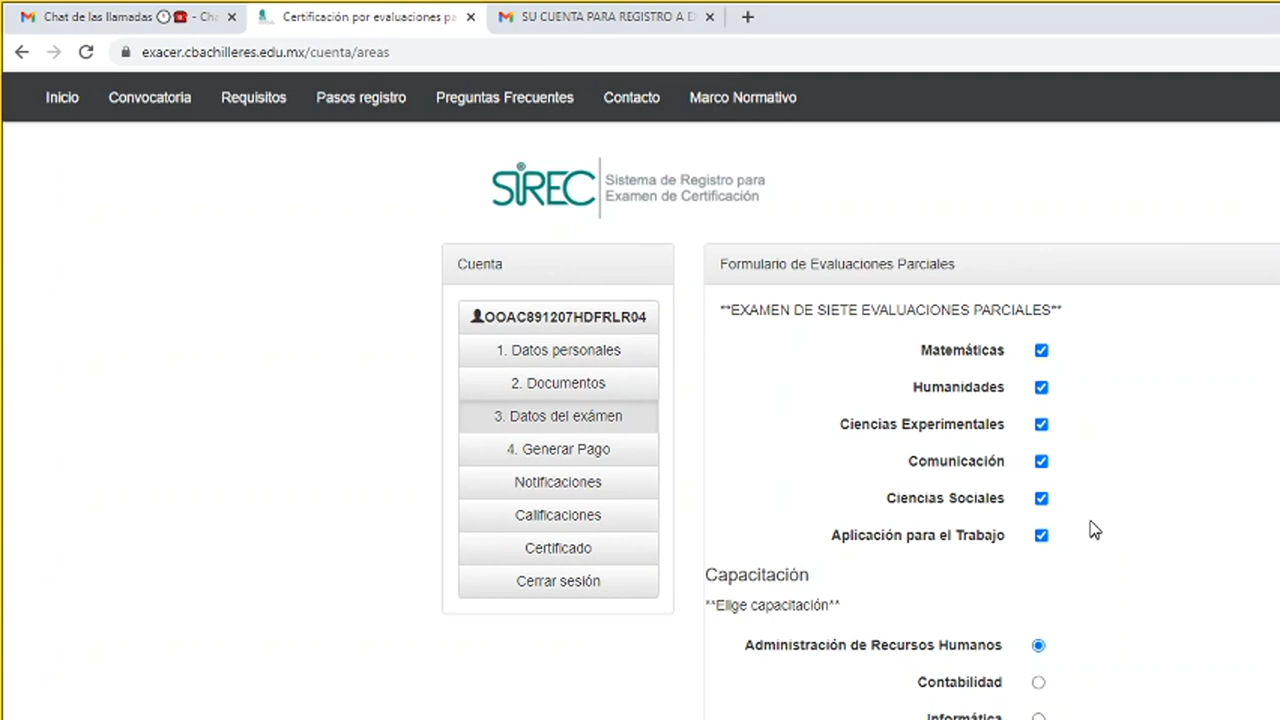 Chat de las llamadas - Cha
Certificación por evaluaciones pa
SU CUENTA PARA REGISTRO A E
exacer.cbachilleres.edu.mx/cuenta/areas
Inicio Convocatoria Requisitos Pasos registro Preguntas Frecuentes Contacto Marco Normativo
SIREC Sistema de Registro para
Examen de Certificación
Cuenta
OOAC891207HDFRLR04
1. Datos personales
2. Documentos
3. Datos del exámen
4. Generar Pago
Notificaciones
Calificaciones
Certificado
Cerrar sesión
Formulario de Evaluaciones Parciales
**EXAMEN DE SIETE EVALUACIONES PARCIALES**
Matemáticas
Humanidades
Ciencias Experimentales
Comunicación
Ciencias Sociales
Aplicación para el Trabajo
Capacitación
**Elige capacitación**
Administración de Recursos Humanos
Contabilidad
Informática